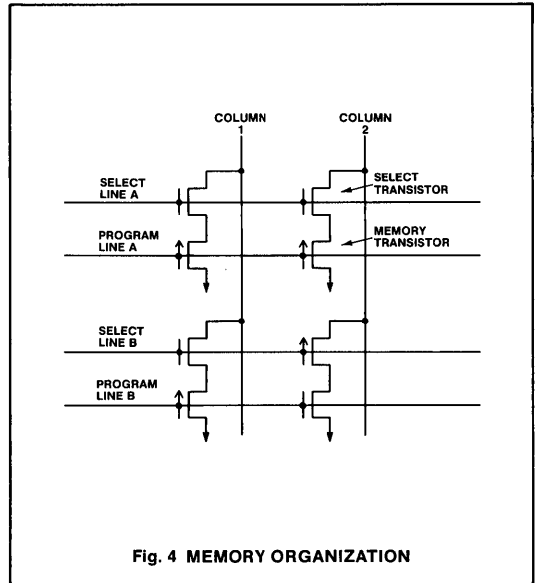 COLUMN
1
COLUMN
2
SELECT
LINE A
SELECT
TRANSISTOR
PROGRAM
LINE A
MEMORY
TRANSISTOR
SELECT
LINE B
PROGRAM
LINE B
Fig. 4 MEMORY ORGANIZATION